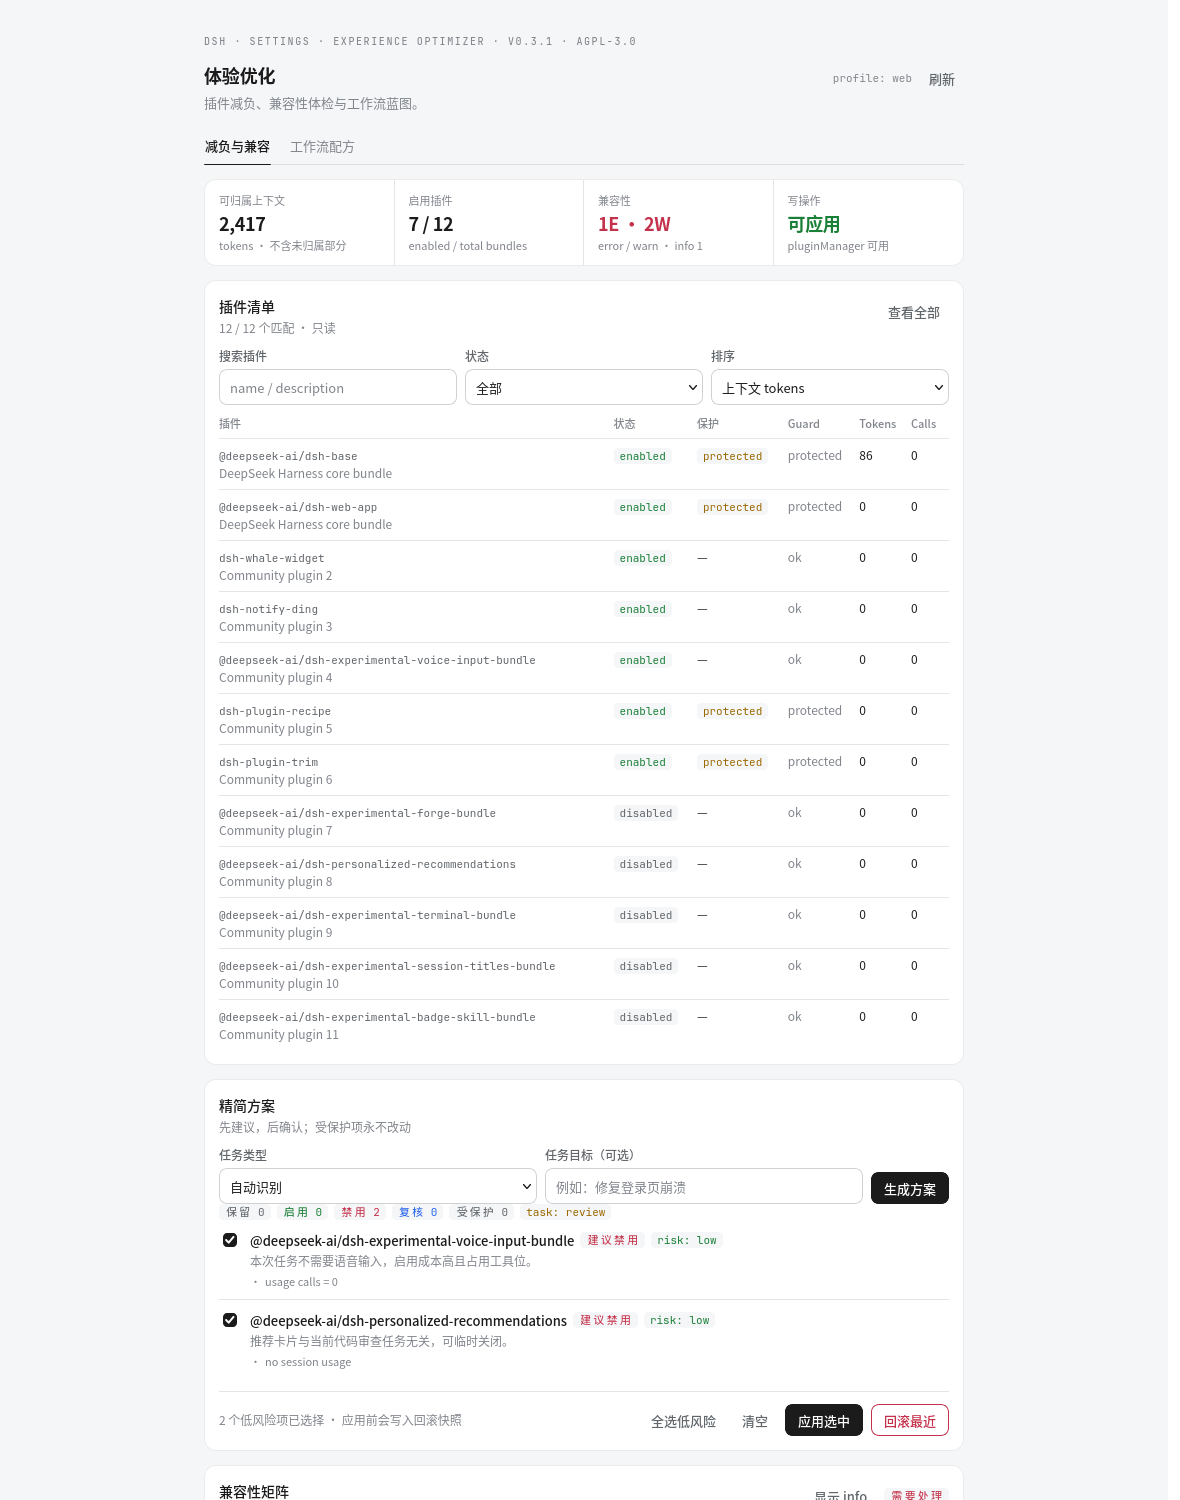 DSH · SETTINGS · EXPERIENCE OPTIMIZER · V0.3.1 · AGPL-3.0
体验优化
profile: web 刷新
插件减负、兼容性体检与工作流蓝图。
减负与兼容 工作流配方
可归属上下文 启用插件 兼容性 写操作
2,417 7 / 12 1E · 2W 可应用
tokens · 不含未归属部分 enabled / total bundles error / warn · info 1 pluginManager 可用
插件清单
12 / 12 个匹配 · 只读 查看全部
搜索插件 状态 排序
name / description 全部 上下文 tokens
插件 状态 保护 Guard Tokens Calls
@deepseek-ai/dsh-base enabled protected protected 86 0
DeepSeek Harness core bundle
@deepseek-ai/dsh-web-app enabled protected protected 0 0
DeepSeek Harness core bundle
dsh-whale-widget enabled — ok 0 0
Community plugin 2
dsh-notify-ding enabled — ok 0 0
Community plugin 3
@deepseek-ai/dsh-experimental-voice-input-bundle enabled — ok 0 0
Community plugin 4
dsh-plugin-recipe enabled protected protected 0 0
Community plugin 5
dsh-plugin-trim enabled protected protected 0 0
Community plugin 6
@deepseek-ai/dsh-experimental-forge-bundle disabled — ok 0 0
Community plugin 7
@deepseek-ai/dsh-personalized-recommendations disabled — ok 0 0
Community plugin 8
@deepseek-ai/dsh-experimental-terminal-bundle disabled — ok 0 0
Community plugin 9
@deepseek-ai/dsh-experimental-session-titles-bundle disabled — ok 0 0
Community plugin 10
@deepseek-ai/dsh-experimental-badge-skill-bundle disabled — ok 0 0
Community plugin 11
精简方案
先建议，后确认；受保护项永不改动
任务类型 任务目标（可选）
自动识别 例如：修复登录页崩溃 生成方案
保留 0 启用 0 禁用 2 复核 0 受保护 0 task: review
@deepseek-ai/dsh-experimental-voice-input-bundle 建议禁用 risk: low
本次任务不需要语音输入，启用成本高且占用工具位。
· usage calls = 0
@deepseek-ai/dsh-personalized-recommendations 建议禁用 risk: low
推荐卡片与当前代码审查任务无关，可临时关闭。
· no session usage
2 个低风险项已选择 · 应用前会写入回滚快照 全选低风险 清空 应用选中 回滚最近
兼容性矩阵 显示 info 需要处理